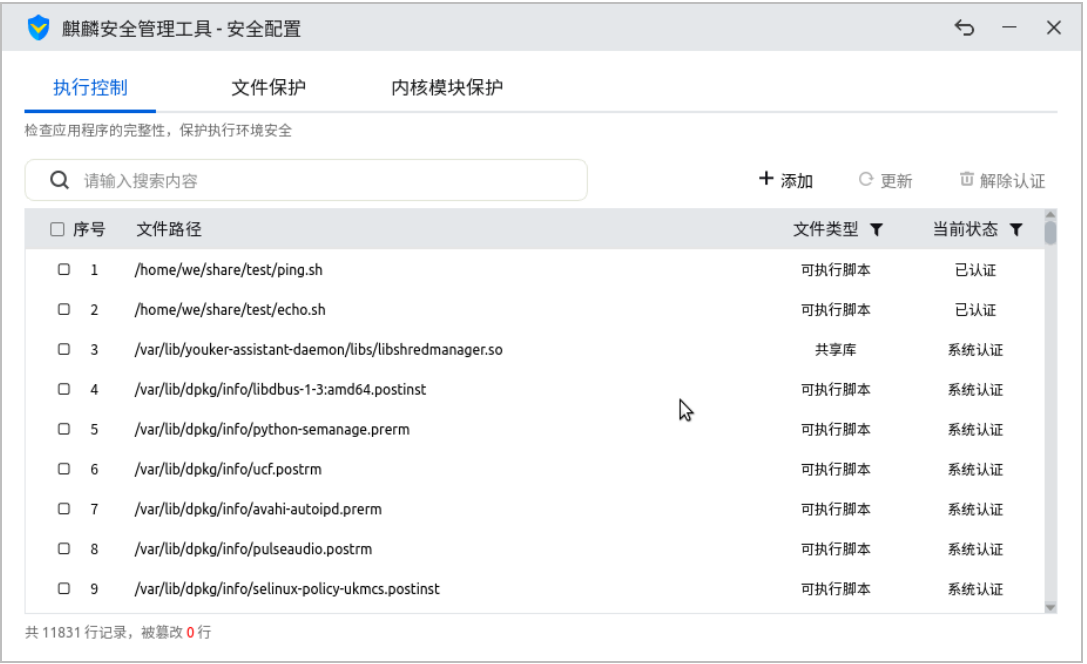 麒麟安全管理工具 - 安全配置
执行控制 文件保护 内核模块保护
检查应用程序的完整性，保护执行环境安全
请输入搜索内容 添加 更新 解除认证
序号 文件路径 文件类型 当前状态
1 /home/we/share/test/ping.sh 可执行脚本 已认证
2 /home/we/share/test/echo.sh 可执行脚本 已认证
3 /var/lib/youker-assistant-daemon/libs/libshredmanager.so 共享库 系统认证
4 /var/lib/dpkg/info/libdbus-1-3:amd64.postinst 可执行脚本 系统认证
5 /var/lib/dpkg/info/python-semanage.prerm 可执行脚本 系统认证
6 /var/lib/dpkg/info/ucf.postrm 可执行脚本 系统认证
7 /var/lib/dpkg/info/avahi-autoipd.prerm 可执行脚本 系统认证
8 /var/lib/dpkg/info/pulseaudio.postrm 可执行脚本 系统认证
9 /var/lib/dpkg/info/selinux-policy-ukmcs.postinst 可执行脚本 系统认证
共 11831 行记录，被篡改 0 行